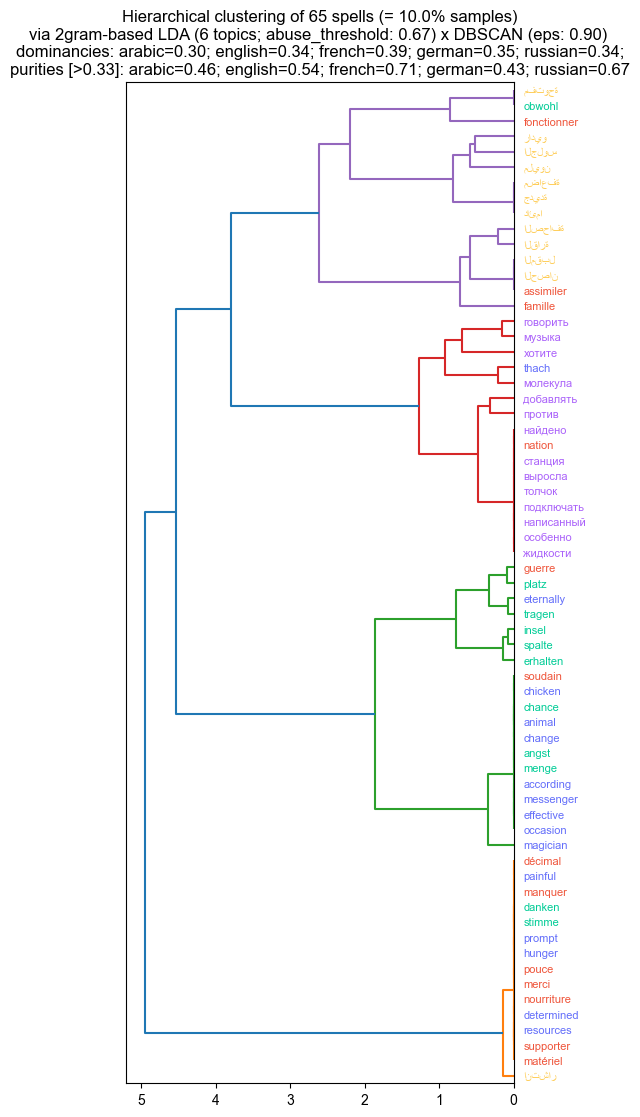 Hierarchical clustering of 65 spells (= 10.0% samples)
via 2gram-based LDA (6 topics; abuse_threshold: 0.67) x DBSCAN (eps: 0.90)
dominancies: arabic=0.30; english=0.34; french=0.39; german=0.35; russian=0.34;
purities [>0.33]: arabic=0.46; english=0.54; french=0.71; german=0.43; russian=0.67
مفتوحة
obwohl
fonctionner
راديو
الجلوس
مليون
مضاعفة
جديدة
دائما
الصحافة
القارة
المقبل
الحصان
assimiler
famille
говорить
музыка
хотите
thach
молекула
добавлять
против
найдено
nation
станция
выросла
толчок
подключать
написанный
особенно
жидкости
guerre
platz
eternally
tragen
insel
spalte
erhalten
soudain
chicken
chance
animal
change
angst
menge
according
messenger
effective
occasion
magician
décimal
painful
manquer
danken
stimme
prompt
hunger
pouce
merci
nourriture
determined
resources
supporter
matériel
انتشار
5 4 3 2 1 0